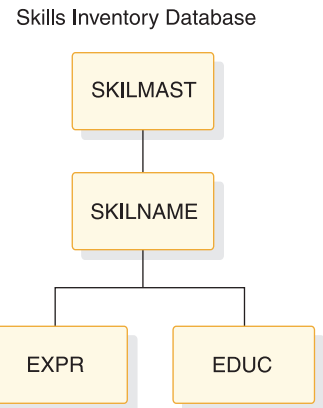 Skills Inventory Database
SKILMAST
SKILNAME
EXPR
EDUC